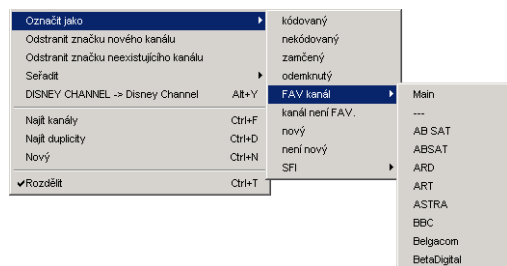 Označit jako
Odstranit značku nového kanálu
Odstranit značku neexistujícího kanálu
Seřadit
DISNEY CHANNEL -> Disney Channel Alt+Y
Najít kanály Ctrl+F
Najít duplicity Ctrl+D
Nový Ctrl+N
Rozdělit Ctrl+T
kódovaný
nekódovaný
zamčený
odemknutý
FAV kanál
kanál není FAV.
nový
není nový
SFI
Main
---
AB SAT
ABSAT
ARD
ART
ASTRA
BBC
Belgacom
BetaDigital